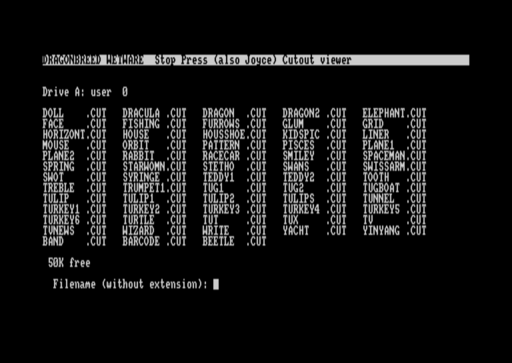 DRAGONBREED WETWARE  Stop Press (also Joyce) Cutout viewer
Drive A: user  0
DOLL    .CUT  DRACULA .CUT  DRAGON  .CUT  DRAGON2 .CUT  ELEPHANT.CUT
FACE    .CUT  FISHING .CUT  FURROWS .CUT  GLUM    .CUT  GRID    .CUT
HORIZONT.CUT  HOUSE   .CUT  HOUSSHOE.CUT  KIDSPIC .CUT  LINER   .CUT
MOUSE   .CUT  ORBIT   .CUT  PATTERN .CUT  PISCES  .CUT  PLANE1  .CUT
PLANE2  .CUT  RABBIT  .CUT  RACECAR .CUT  SMILEY  .CUT  SPACEMAN.CUT
SPRING  .CUT  STARWOMN.CUT  STETHO  .CUT  SWANS   .CUT  SWISSARM.CUT
SWOT    .CUT  SYRINGE .CUT  TEDDY1  .CUT  TEDDY2  .CUT  TOOTH   .CUT
TREBLE  .CUT  TRUMPET1.CUT  TUG1    .CUT  TUG2    .CUT  TUGBOAT .CUT
TULIP   .CUT  TULIP1  .CUT  TULIP2  .CUT  TULIPS  .CUT  TUNNEL  .CUT
TURKEY1 .CUT  TURKEY2 .CUT  TURKEY3 .CUT  TURKEY4 .CUT  TURKEY5 .CUT
TURKEY6 .CUT  TURTLE  .CUT  TUT     .CUT  TUX     .CUT  TV      .CUT
TVNEWS  .CUT  WIZARD  .CUT  WRITE   .CUT  YACHT   .CUT  YINYANG .CUT
BAND    .CUT  BARCODE .CUT  BEETLE  .CUT
50K free
Filename (without extension):